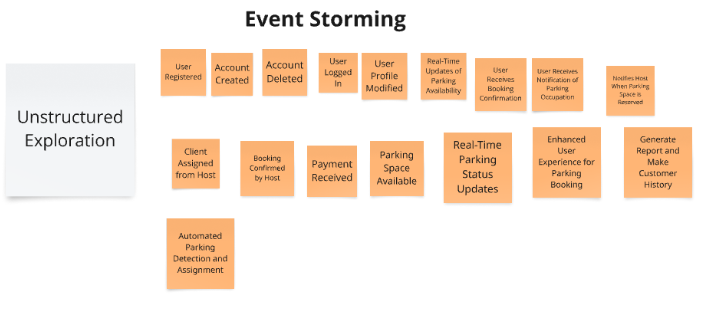 Event Storming
Unstructured
Exploration
User
Registered
Account
Created
Account
Deleted
User
Logged
In
User
Profile
Modified
Real-Time
Updates of
Parking
Availability
User
Receives
Booking
Confirmation
User Receives
Notification of
Parking
Occupation
Notifies Host
When Parking
Space is
Reserved
Client
Assigned
from Host
Booking
Confirmed
by Host
Payment
Received
Parking
Space
Available
Real-Time
Parking
Status
Updates
Enhanced
User
Experience for
Parking
Booking
Generate
Report and
Make
Customer
History
Automated
Parking
Detection and
Assignment